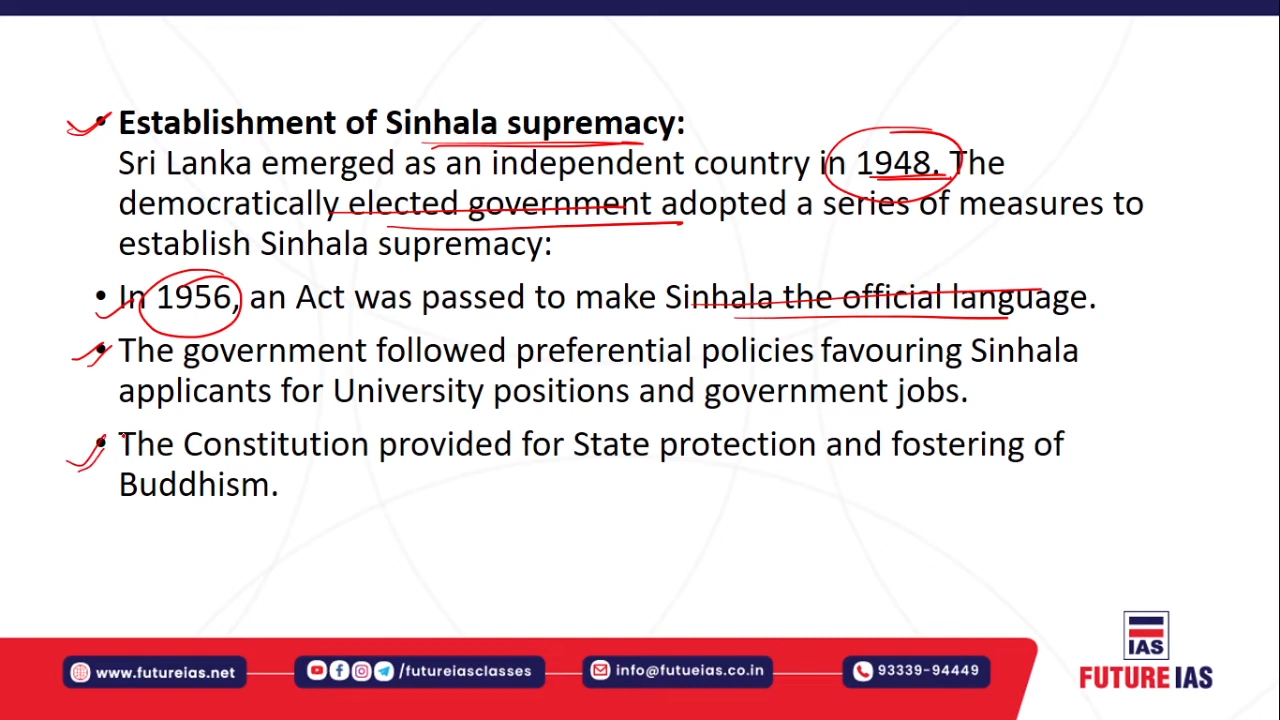 • Establishment of Sinhala supremacy:
Sri Lanka emerged as an independent country in 1948. The
democratically elected government adopted a series of measures to
establish Sinhala supremacy:
• In 1956, an Act was passed to make Sinhala the official language.
• The government followed preferential policies favouring Sinhala
applicants for University positions and government jobs.
• The Constitution provided for State protection and fostering of
Buddhism.
IAS
FUTURE IAS
www.futureias.net
/futureiasclasses
info@futueias.co.in
93339-94449